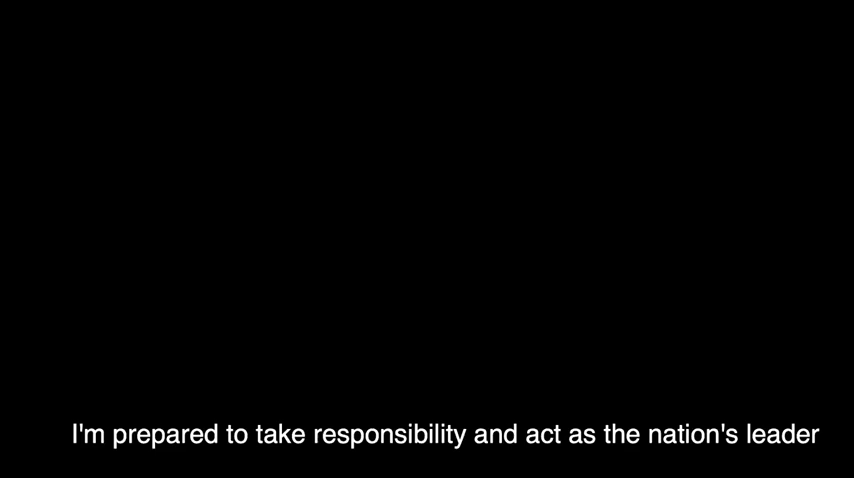 I'm prepared to take responsibility and act as the nation's leader